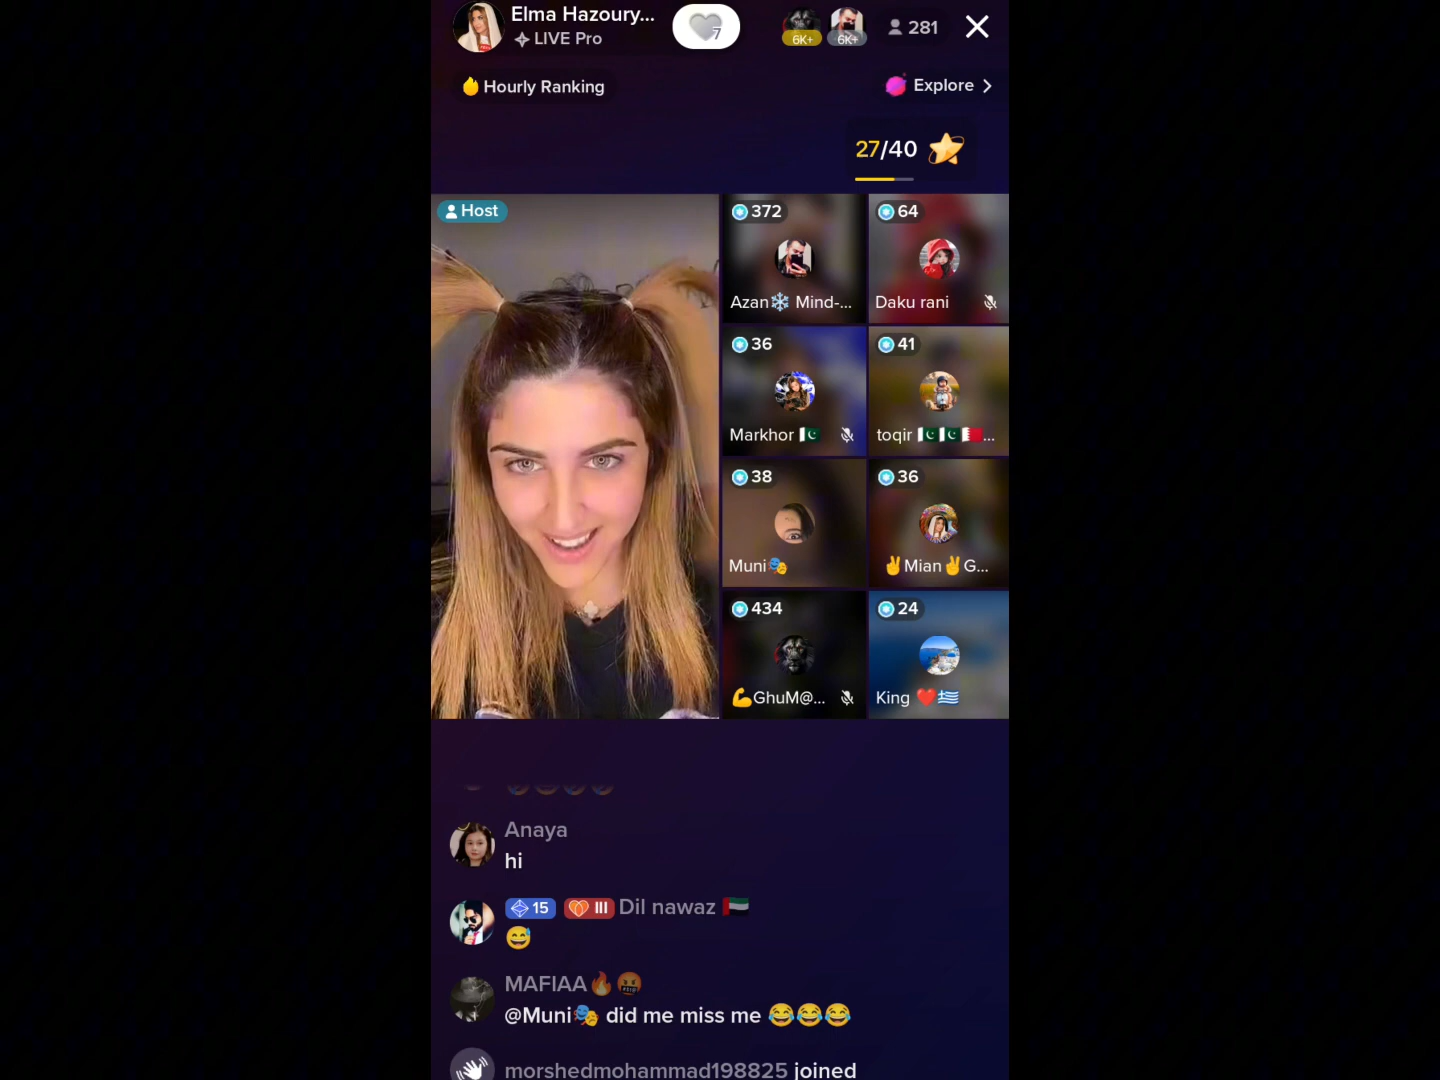 Elma Hazoury...
LIVE Pro
7
6K+
6K+
281
Hourly Ranking
Explore
27/40
Host
372
64
Azan❄️ Mind-...
Daku rani
36
41
Markhor 🇵🇰
toqir 🇵🇰🇵🇰🇧🇭...
38
36
Muni🎭
✌️Mian✌️G...
434
24
💪GhuM@...
King ❤️🇬🇷
Anaya
hi
15 III Dil nawaz 🇦🇪
😅
MAFIAA🔥🤬
@Muni🎭 did me miss me 😂😂😂
morshedmohammad198825 joined